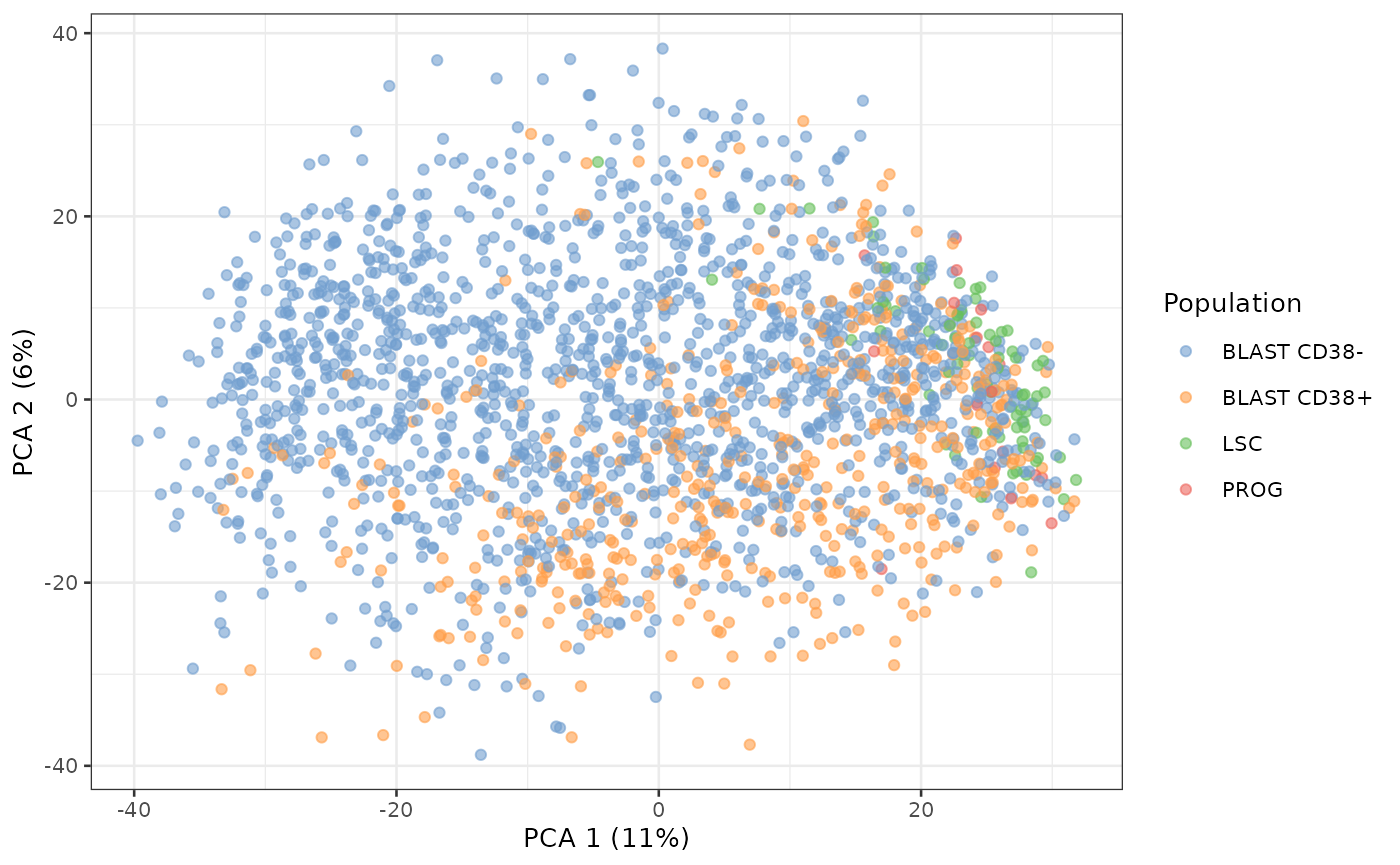 40
20
0
-20
-40
-40
-20
0
20
PCA 1 (11%)
PCA 2 (6%)
Population
BLAST CD38-
BLAST CD38+
LSC
PROG